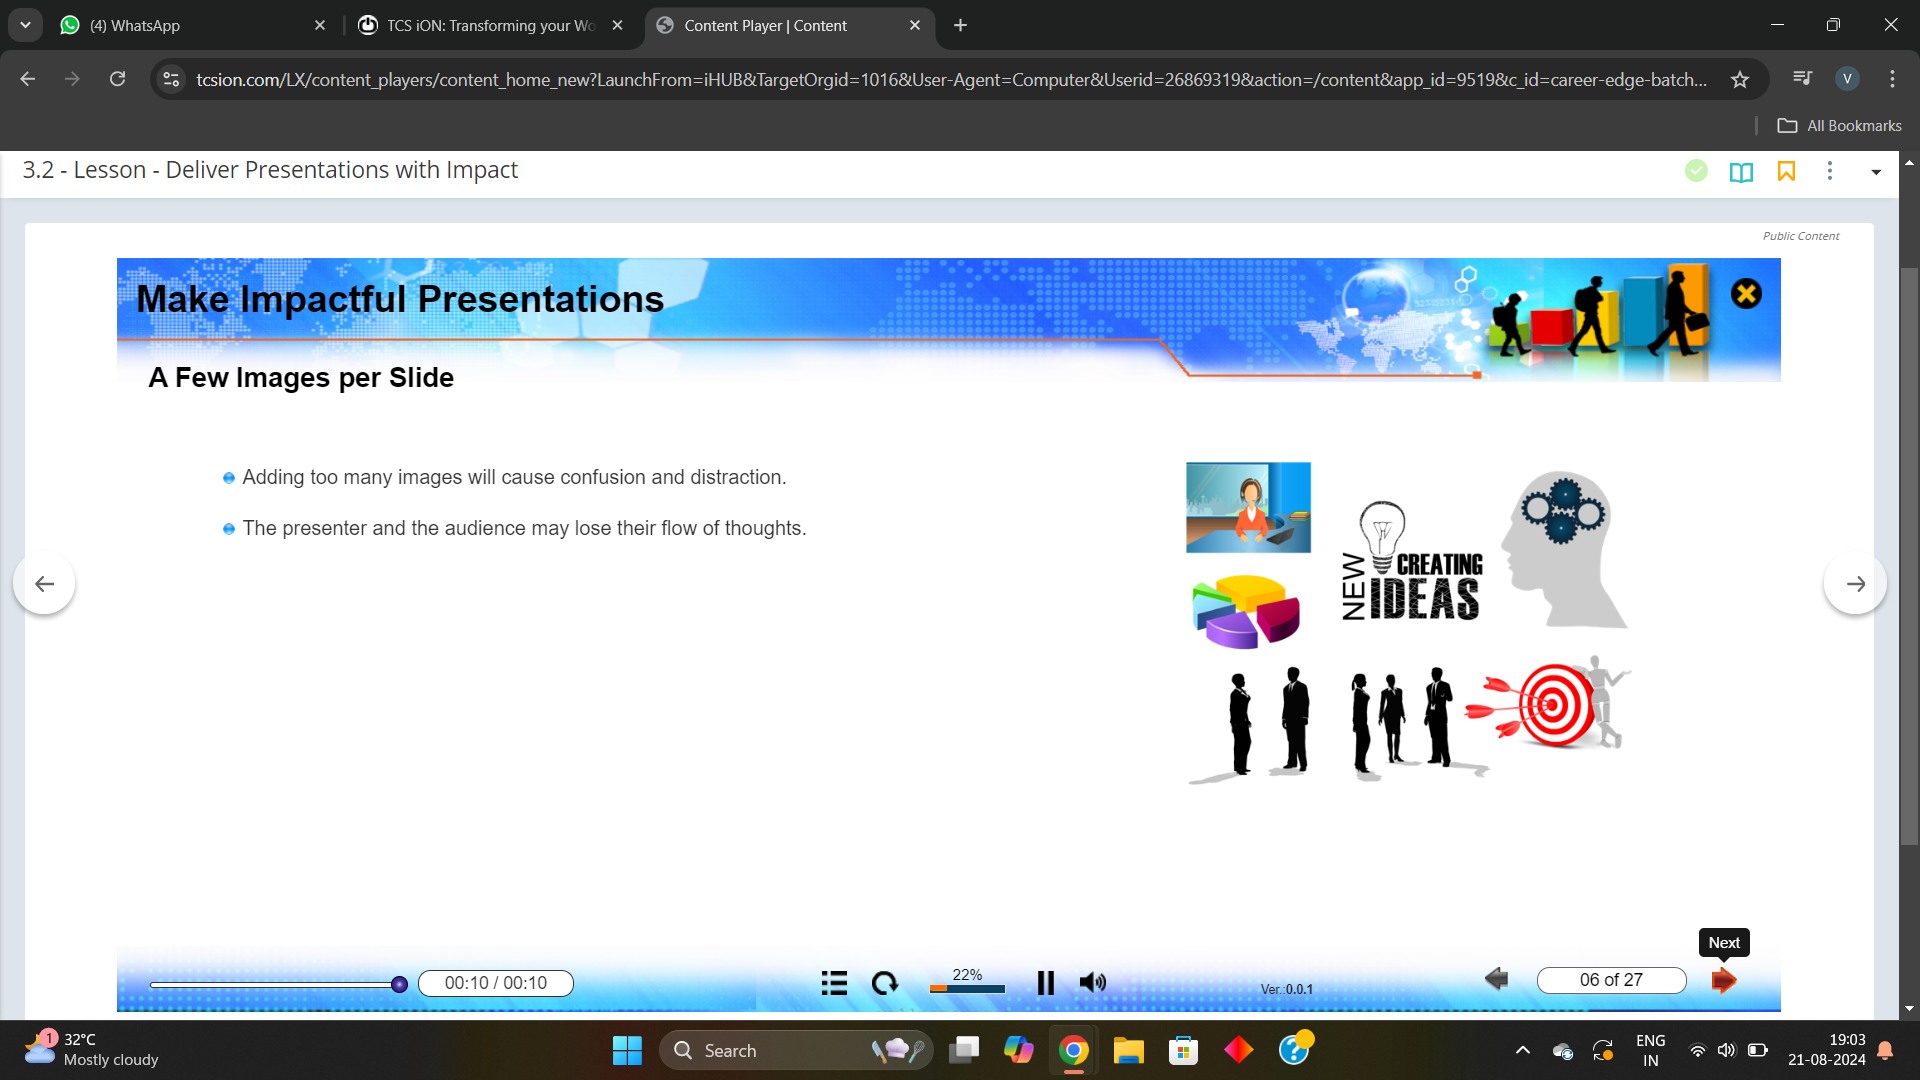 (4) WhatsApp
TCS iON: Transforming your Wo
Content Player | Content
tcsion.com/LX/content_players/content_home_new?LaunchFrom=iHUB&TargetOrgid=1016&User-Agent=Computer&Userid=26869319&action=/content&app_id=9519&c_id=career-edge-batch...
V
All Bookmarks
3.2 - Lesson - Deliver Presentations with Impact
Public Content
Make Impactful Presentations
A Few Images per Slide
Adding too many images will cause confusion and distraction.
The presenter and the audience may lose their flow of thoughts.
NEW
CREATING
IDEAS
Next
00:10 / 00:10
22%
Ver.:0.0.1
06 of 27
1
32°C
Mostly cloudy
Search
ENG
IN
19:03
21-08-2024